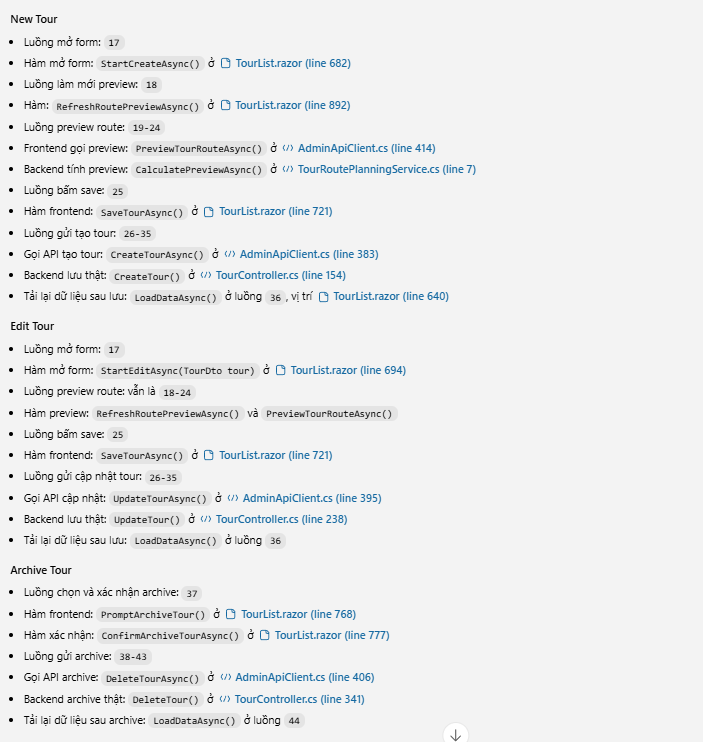 New Tour
• Luồng mở form: 17
• Hàm mở form: StartCreateAsync() ở TourList.razor (line 682)
• Luồng làm mới preview: 18
• Hàm: RefreshRoutePreviewAsync() ở TourList.razor (line 892)
• Luồng preview route: 19-24
• Frontend gọi preview: PreviewTourRouteAsync() ở AdminApiClient.cs (line 414)
• Backend tính preview: CalculatePreviewAsync() ở TourRoutePlanningService.cs (line 7)
• Luồng bấm save: 25
• Hàm frontend: SaveTourAsync() ở TourList.razor (line 721)
• Luồng gửi tạo tour: 26-35
• Gọi API tạo tour: CreateTourAsync() ở AdminApiClient.cs (line 383)
• Backend lưu thật: CreateTour() ở TourController.cs (line 154)
• Tải lại dữ liệu sau lưu: LoadDataAsync() ở luồng 36, vị trí TourList.razor (line 640)
Edit Tour
• Luồng mở form: 17
• Hàm mở form: StartEditAsync(TourDto tour) ở TourList.razor (line 694)
• Luồng preview route: vẫn là 18-24
• Hàm preview: RefreshRoutePreviewAsync() và PreviewTourRouteAsync()
• Luồng bấm save: 25
• Hàm frontend: SaveTourAsync() ở TourList.razor (line 721)
• Luồng gửi cập nhật tour: 26-35
• Gọi API cập nhật: UpdateTourAsync() ở AdminApiClient.cs (line 395)
• Backend lưu thật: UpdateTour() ở TourController.cs (line 238)
• Tải lại dữ liệu sau lưu: LoadDataAsync() ở luồng 36
Archive Tour
• Luồng chọn và xác nhận archive: 37
• Hàm frontend: PromptArchiveTour() ở TourList.razor (line 768)
• Hàm xác nhận: ConfirmArchiveTourAsync() ở TourList.razor (line 777)
• Luồng gửi archive: 38-43
• Gọi API archive: DeleteTourAsync() ở AdminApiClient.cs (line 406)
• Backend archive thật: DeleteTour() ở TourController.cs (line 341)
• Tải lại dữ liệu sau archive: LoadDataAsync() ở luồng 44